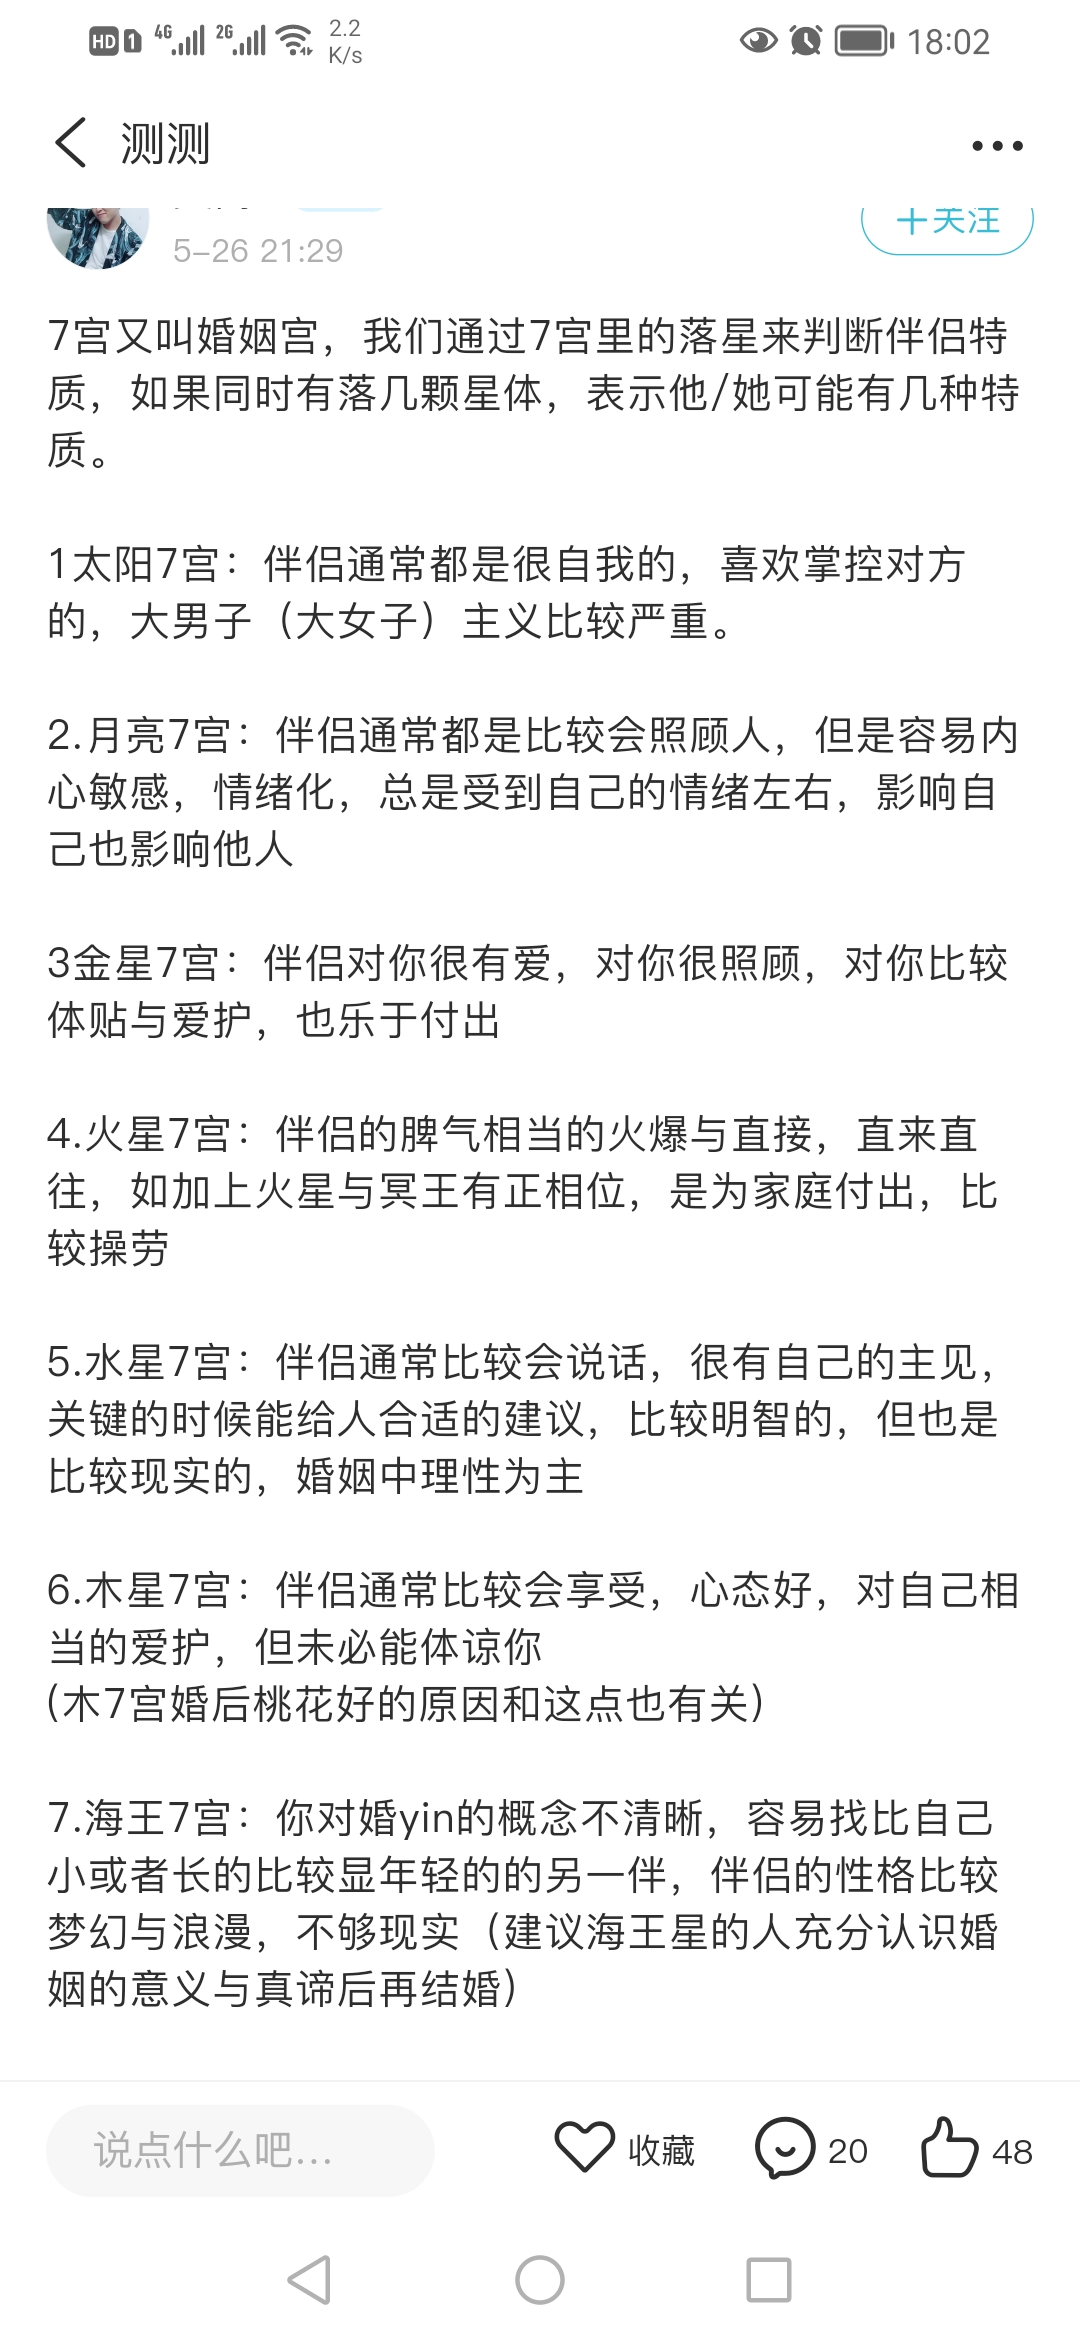 HD 1 4G 2G 2.2 K/s 18:02
测测
5-26 21:29
十关注
7宫又叫婚姻宫，我们通过7宫里的落星来判断伴侣特
质，如果同时有落几颗星体，表示他/她可能有几种特
质。
1太阳7宫：伴侣通常都是很自我的，喜欢掌控对方
的，大男子（大女子）主义比较严重。
2.月亮7宫：伴侣通常都是比较会照顾人，但是容易内
心敏感，情绪化，总是受到自己的情绪左右，影响自
己也影响他人
3金星7宫：伴侣对你很有爱，对你很照顾，对你比较
体贴与爱护，也乐于付出
4.火星7宫：伴侣的脾气相当的火爆与直接，直来直
往，如加上火星与冥王有正相位，是为家庭付出，比
较操劳
5.水星7宫：伴侣通常比较会说话，很有自己的主见，
关键的时候能给人合适的建议，比较明智的，但也是
比较现实的，婚姻中理性为主
6.木星7宫：伴侣通常比较会享受，心态好，对自己相
当的爱护，但未必能体谅你
(木7宫婚后桃花好的原因和这点也有关)
7.海王7宫：你对婚yin的概念不清晰，容易找比自己
小或者长的比较显年轻的的另一伴，伴侣的性格比较
梦幻与浪漫，不够现实（建议海王星的人充分认识婚
姻的意义与真谛后再结婚）
说点什么吧...
收藏
20
48